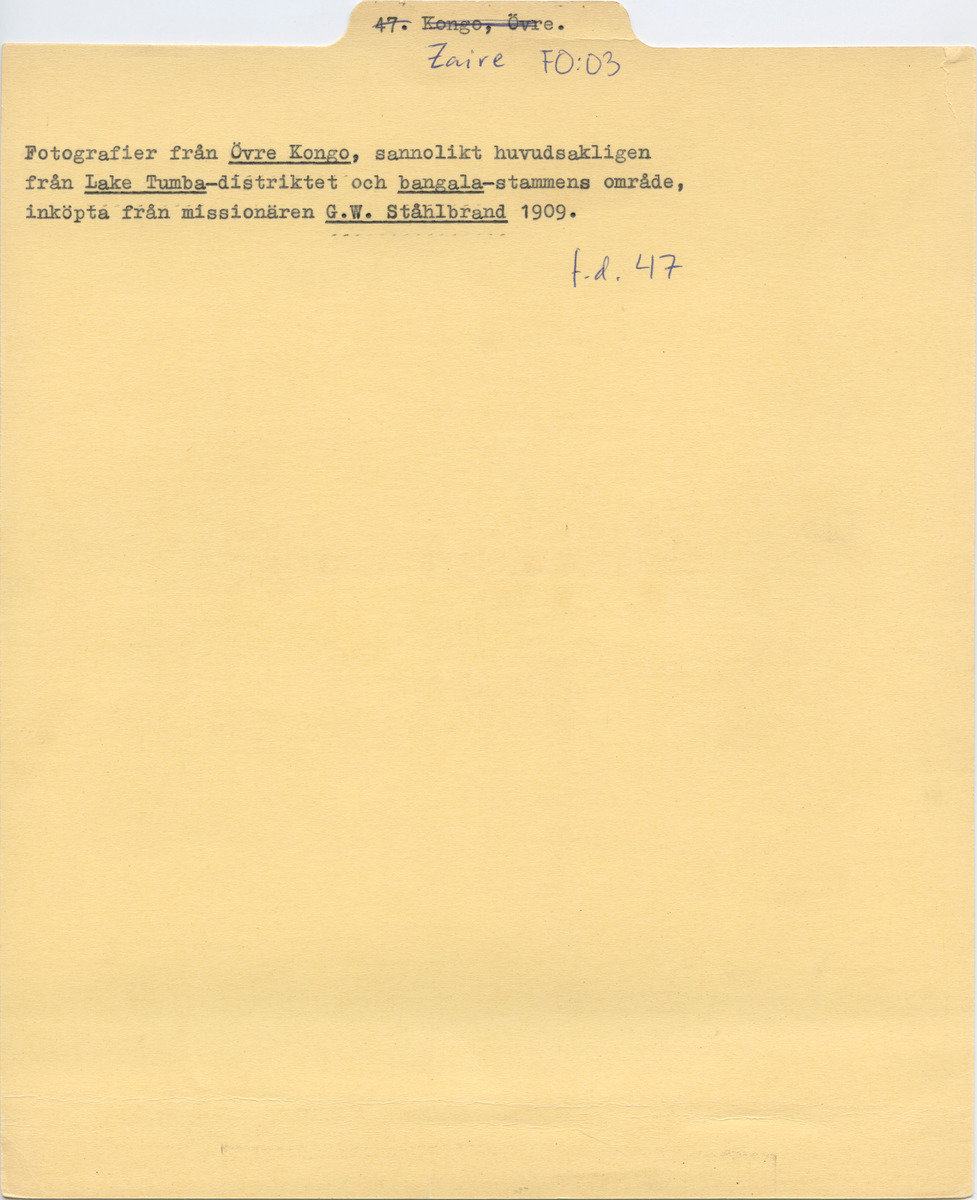 47. Kongo, Övre.
Zaire FO:03
Fotografier från Övre Kongo, sannolikt huvudsakligen
från Lake Tumba-distriktet och bangala-stammens område,
inköpta från missionären G.W. Ståhlbrand 1909.
f.d. 47